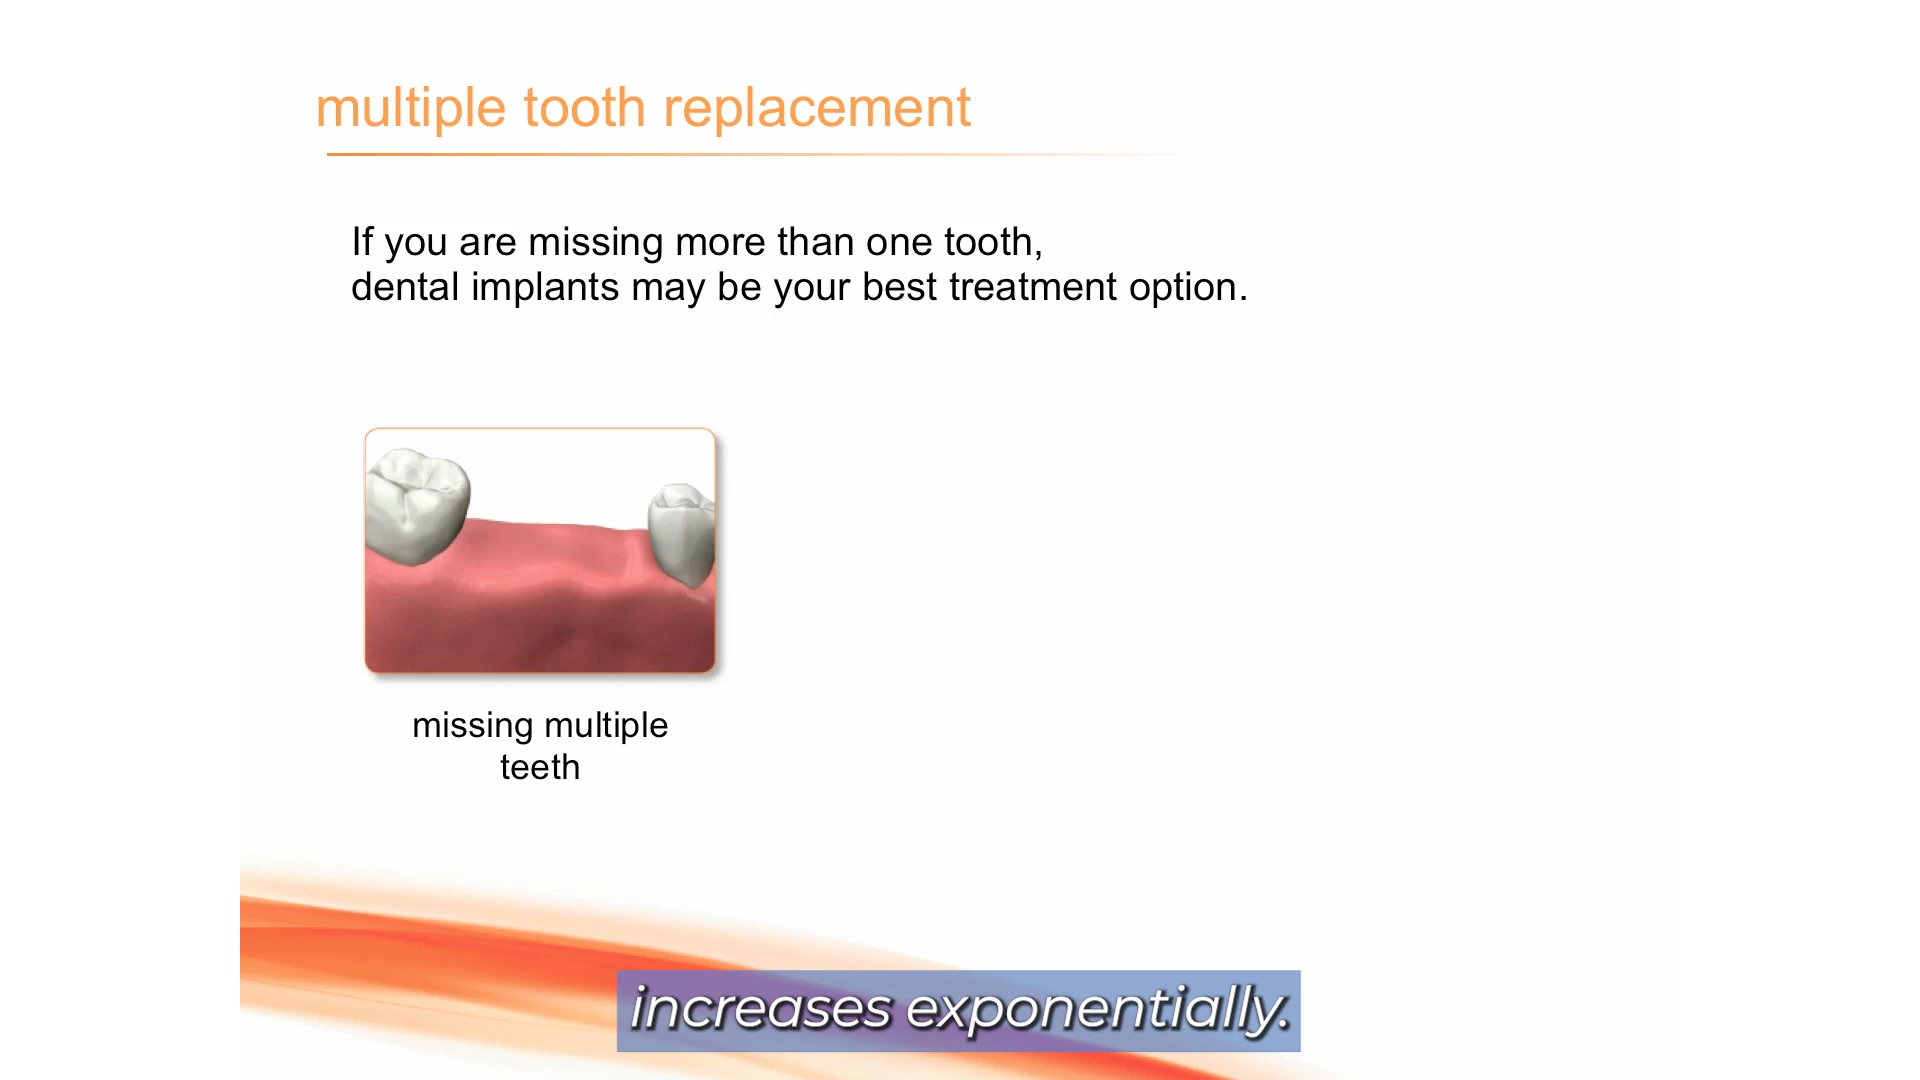 multiple tooth replacement
If you are missing more than one tooth,
dental implants may be your best treatment option.
missing multiple
teeth
increases exponentially.